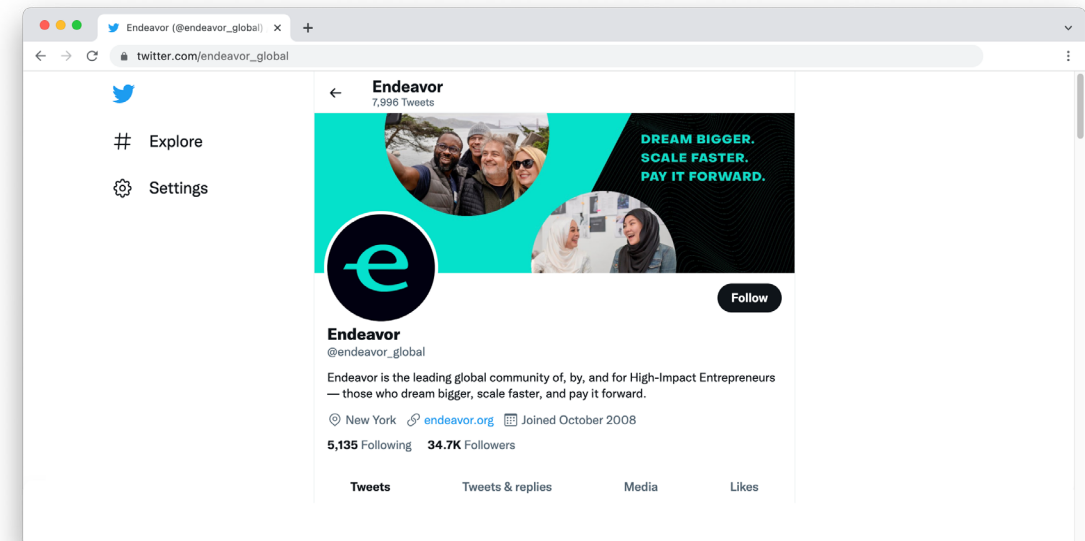 Endeavor (@endeavor_global)
twitter.com/endeavor_global
Explore
Settings
Endeavor
7,996 Tweets
DREAM BIGGER.
SCALE FASTER.
PAY IT FORWARD.
e
Follow
Endeavor
@endeavor_global
Endeavor is the leading global community of, by, and for High-Impact Entrepreneurs
— those who dream bigger, scale faster, and pay it forward.
New York endeavor.org Joined October 2008
5,135 Following 34.7K Followers
Tweets Tweets & replies Media Likes